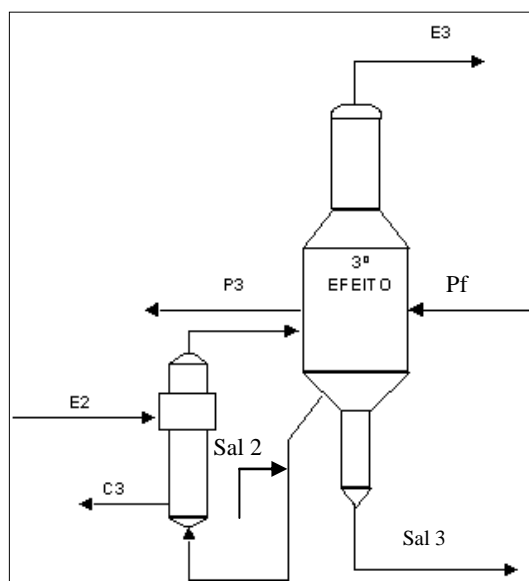 E3
3º
EFEITO
P3
Pf
E2
Sal 2
C3
Sal 3